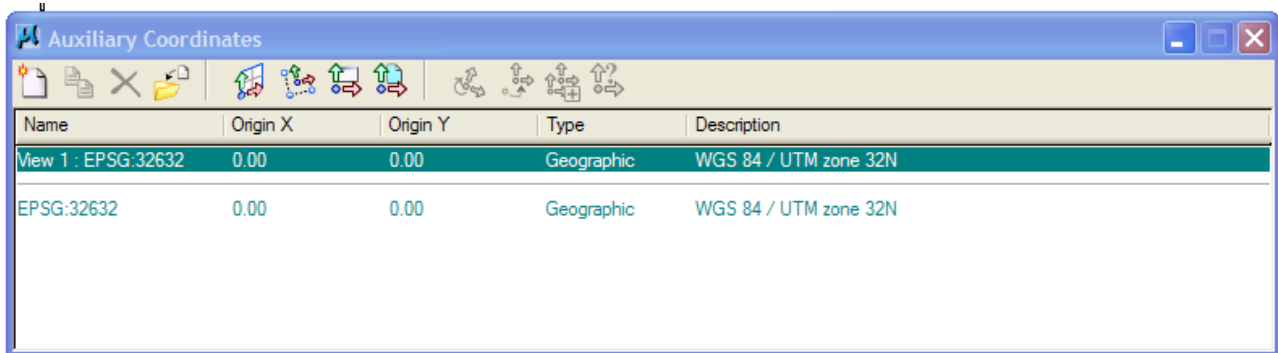 Auxiliary Coordinates
Name Origin X Origin Y Type Description
View 1 : EPSG:32632 0.00 0.00 Geographic WGS 84 / UTM zone 32N
EPSG:32632 0.00 0.00 Geographic WGS 84 / UTM zone 32N